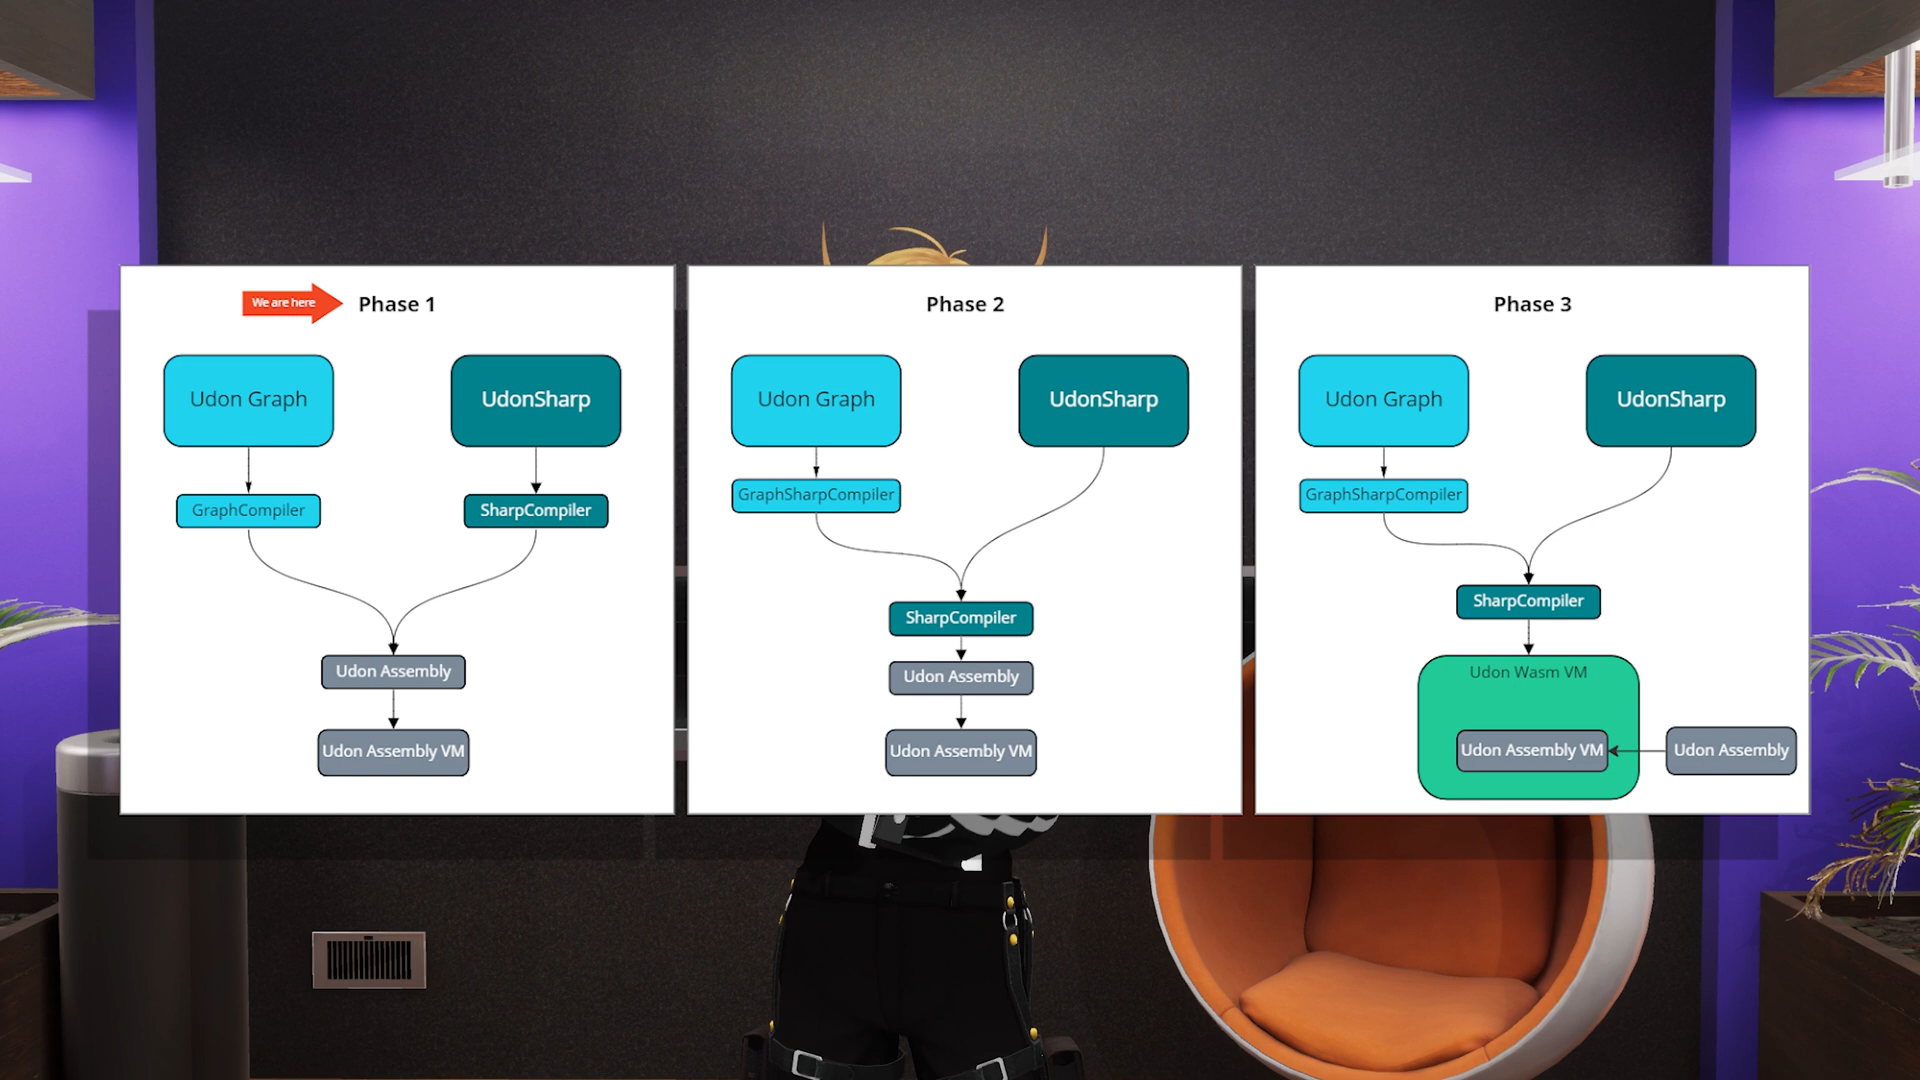 We are here
Phase 1
Udon Graph
UdonSharp
GraphCompiler
SharpCompiler
Udon Assembly
Udon Assembly VM
Phase 2
Udon Graph
UdonSharp
GraphSharpCompiler
SharpCompiler
Udon Assembly
Udon Assembly VM
Phase 3
Udon Graph
UdonSharp
GraphSharpCompiler
SharpCompiler
Udon Wasm VM
Udon Assembly VM
Udon Assembly